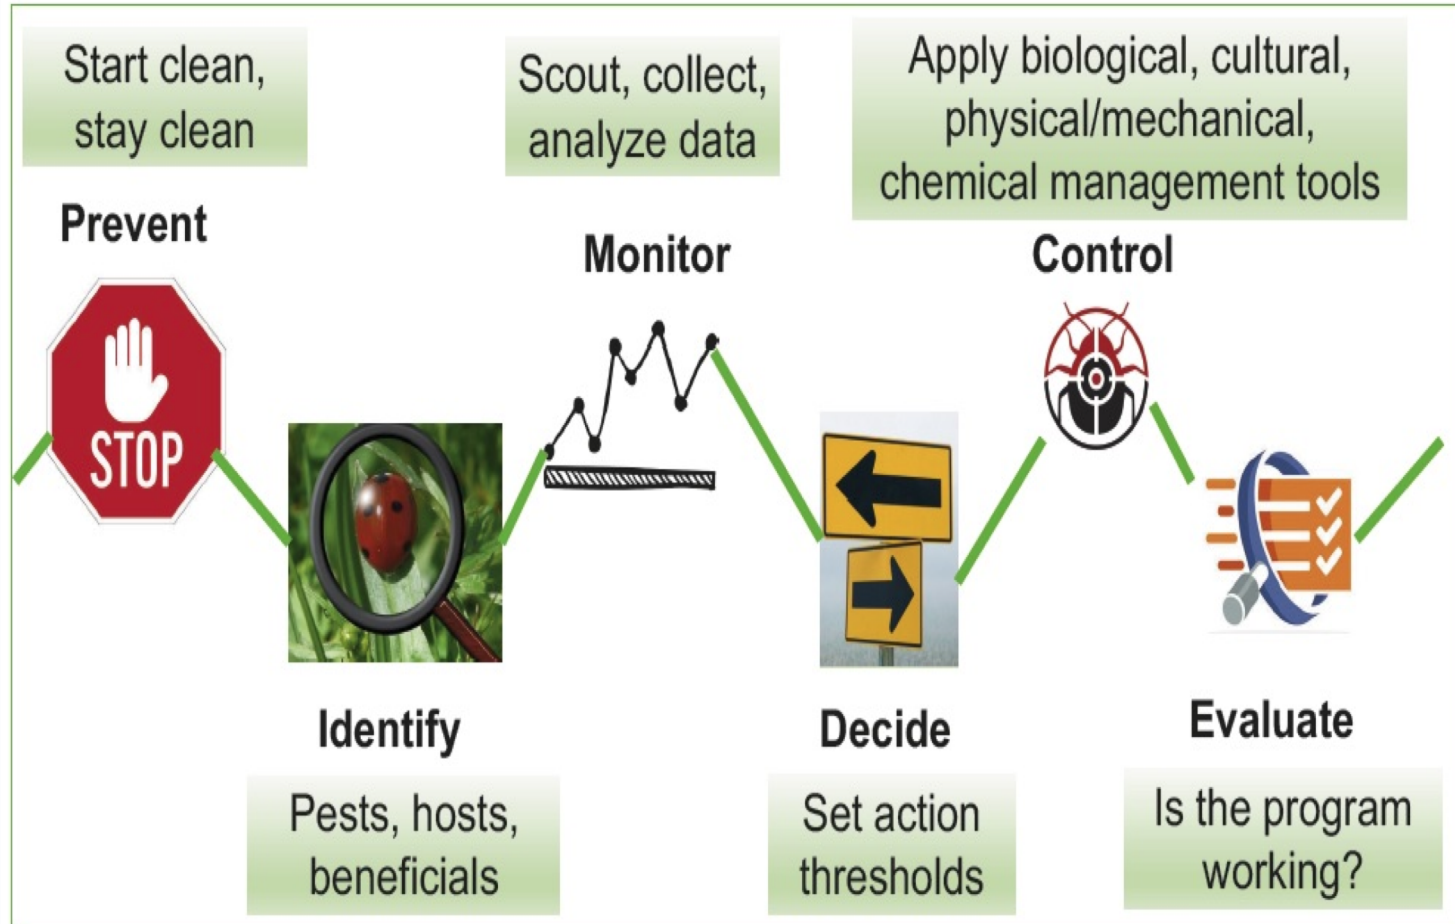 Start clean,
stay clean
Prevent
STOP
Identify
Pests, hosts,
beneficials
Scout, collect,
analyze data
Monitor
Decide
Set action
thresholds
Apply biological, cultural,
physical/mechanical,
chemical management tools
Control
Evaluate
Is the program
working?